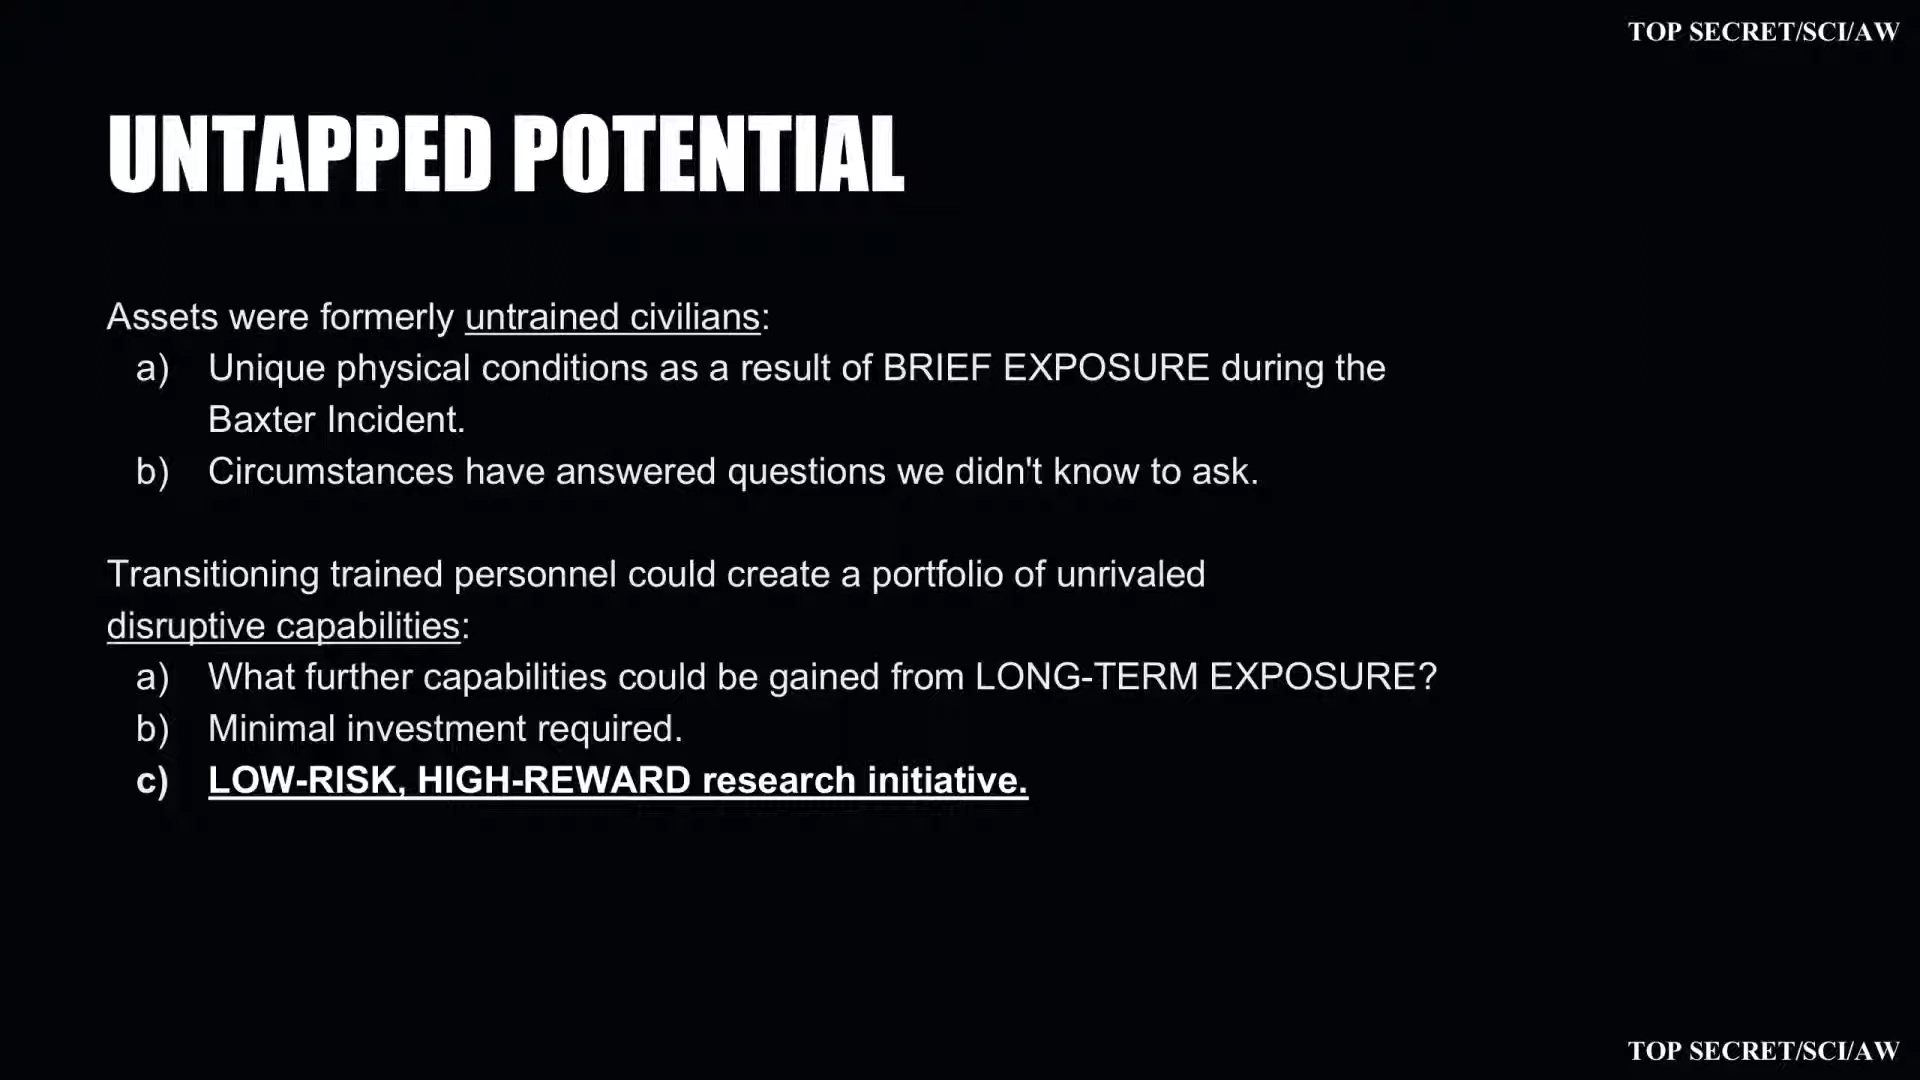 TOP SECRET/SCI/AW
UNTAPPED POTENTIAL
Assets were formerly untrained civilians:
a) Unique physical conditions as a result of BRIEF EXPOSURE during the
Baxter Incident.
b) Circumstances have answered questions we didn't know to ask.
Transitioning trained personnel could create a portfolio of unrivaled
disruptive capabilities:
a) What further capabilities could be gained from LONG-TERM EXPOSURE?
b) Minimal investment required.
c) LOW-RISK, HIGH-REWARD research initiative.
TOP SECRET/SCI/AW